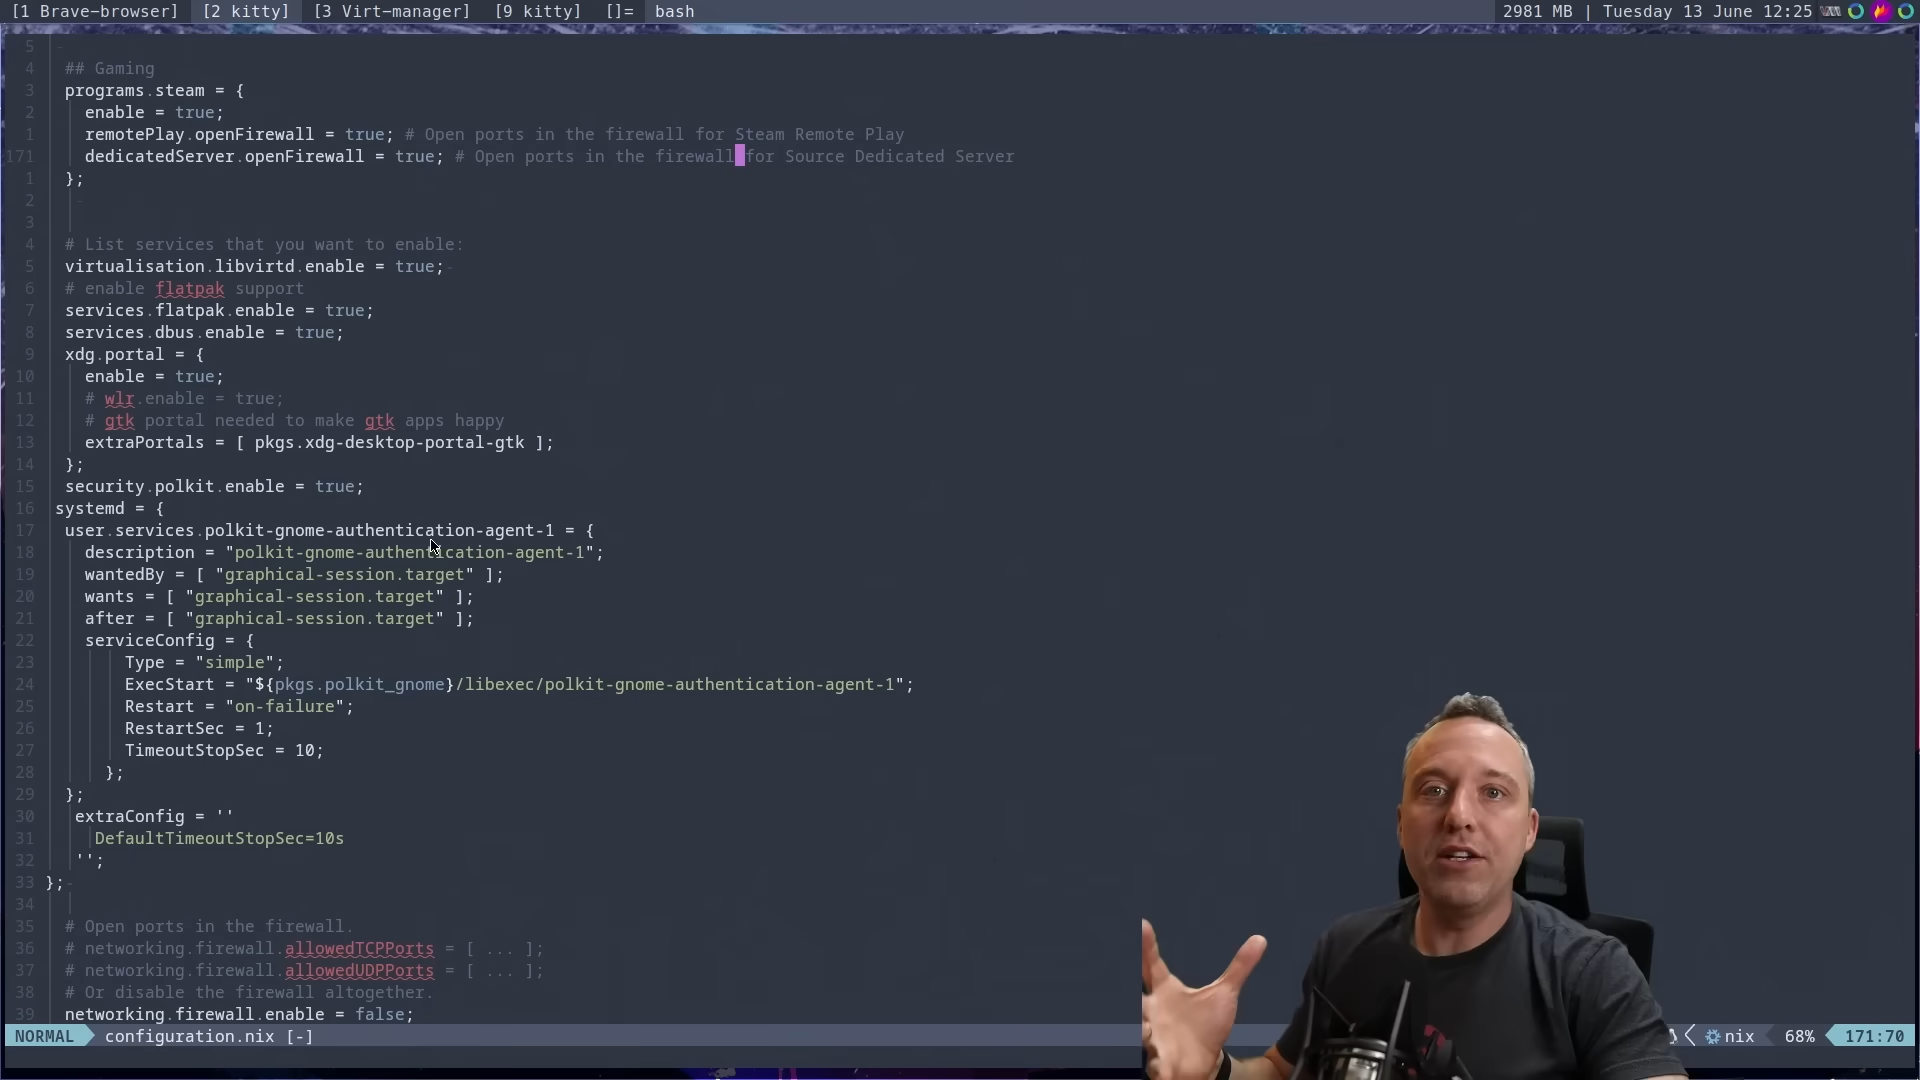 [1 Brave-browser] [2 kitty] [3 Virt-manager] [9 kitty] []= bash 2981 MB | Tuesday 13 June 12:25
5
4 ## Gaming
3 programs.steam = {
2 enable = true;
1 remotePlay.openFirewall = true; # Open ports in the firewall for Steam Remote Play
171 dedicatedServer.openFirewall = true; # Open ports in the firewall for Source Dedicated Server
1 };
2
3
4 # List services that you want to enable:
5 virtualisation.libvirtd.enable = true;
6 # enable flatpak support
7 services.flatpak.enable = true;
8 services.dbus.enable = true;
9 xdg.portal = {
10 enable = true;
11 # wlr.enable = true;
12 # gtk portal needed to make gtk apps happy
13 extraPortals = [ pkgs.xdg-desktop-portal-gtk ];
14 };
15 security.polkit.enable = true;
16 systemd = {
17 user.services.polkit-gnome-authentication-agent-1 = {
18 description = "polkit-gnome-authentication-agent-1";
19 wantedBy = [ "graphical-session.target" ];
20 wants = [ "graphical-session.target" ];
21 after = [ "graphical-session.target" ];
22 serviceConfig = {
23 Type = "simple";
24 ExecStart = "${pkgs.polkit_gnome}/libexec/polkit-gnome-authentication-agent-1";
25 Restart = "on-failure";
26 RestartSec = 1;
27 TimeoutStopSec = 10;
28 };
29 };
30 extraConfig = ''
31 DefaultTimeoutStopSec=10s
32 '';
33 };
34
35 # Open ports in the firewall.
36 # networking.firewall.allowedTCPPorts = [ ... ];
37 # networking.firewall.allowedUDPPorts = [ ... ];
38 # Or disable the firewall altogether.
39 networking.firewall.enable = false;
NORMAL configuration.nix [-] nix 68% 171:70